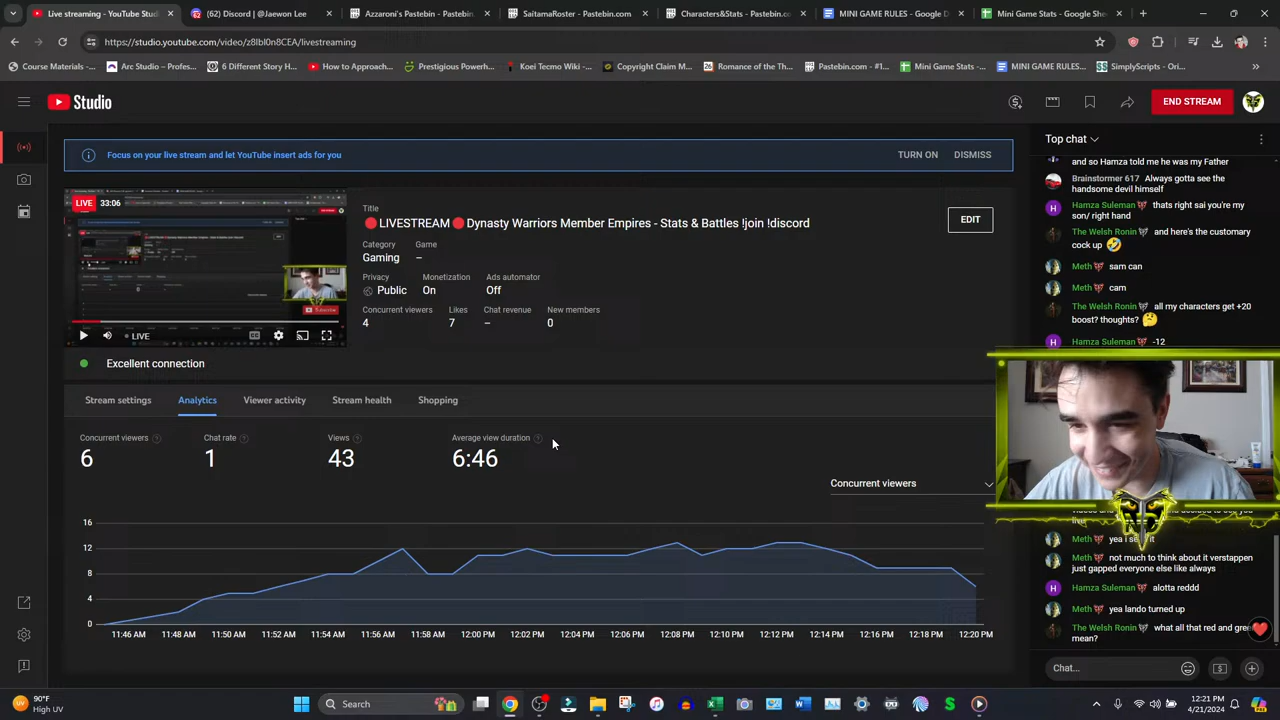 Live streaming - YouTube Studio
(62) Discord | @Jaewon Lee
Azzaroni's Pastebin - Pastebin.
SaitamaRoster - Pastebin.com
Characters&Stats - Pastebin.c
MINI GAME RULES - Google D
Mini Game Stats - Google She
https://studio.youtube.com/video/z8lbI0n8CEA/livestreaming
Course Materials -...
Arc Studio – Profes...
6 Different Story H...
How to Approach...
Prestigious Powerh...
Koei Tecmo Wiki -...
Copyright Claim M...
Romance of the Th...
Pastebin.com - #1...
Mini Game Stats -...
MINI GAME RULES...
SimplyScripts - Ori...
Studio
END STREAM
Focus on your live stream and let YouTube insert ads for you
TURN ON
DISMISS
LIVE 33:06
LIVE
Title
🔴LIVESTREAM 🔴 Dynasty Warriors Member Empires - Stats & Battles !join !discord
EDIT
Category
Game
Gaming
–
Privacy
Monetization
Ads automator
Public
On
Off
Concurrent viewers
Likes
Chat revenue
New members
4
7
–
0
Excellent connection
Stream settings
Analytics
Viewer activity
Stream health
Shopping
Concurrent viewers
Chat rate
Views
Average view duration
6
1
43
6:46
Concurrent viewers
16
12
8
4
0
11:46 AM
11:48 AM
11:50 AM
11:52 AM
11:54 AM
11:56 AM
11:58 AM
12:00 PM
12:02 PM
12:04 PM
12:06 PM
12:08 PM
12:10 PM
12:12 PM
12:14 PM
12:16 PM
12:18 PM
12:20 PM
Top chat
and so Hamza told me he was my Father
Brainstormer 617 Always gotta see the
handsome devil himself
Hamza Suleman thats right sai you're my
son/ right hand
The Welsh Ronin and here's the customary
cock up 🤣
Meth sam can
Meth cam
The Welsh Ronin all my characters get +20
boost? thoughts? 🤔
Hamza Suleman -12
Meth yea i see it
Meth not much to think about it verstappen
just gapped everyone else like always
Hamza Suleman alotta reddd
Meth yea lando turned up
The Welsh Ronin what all that red and gree
mean?
Chat...
90°F
High UV
Search
12:21 PM
4/21/2024